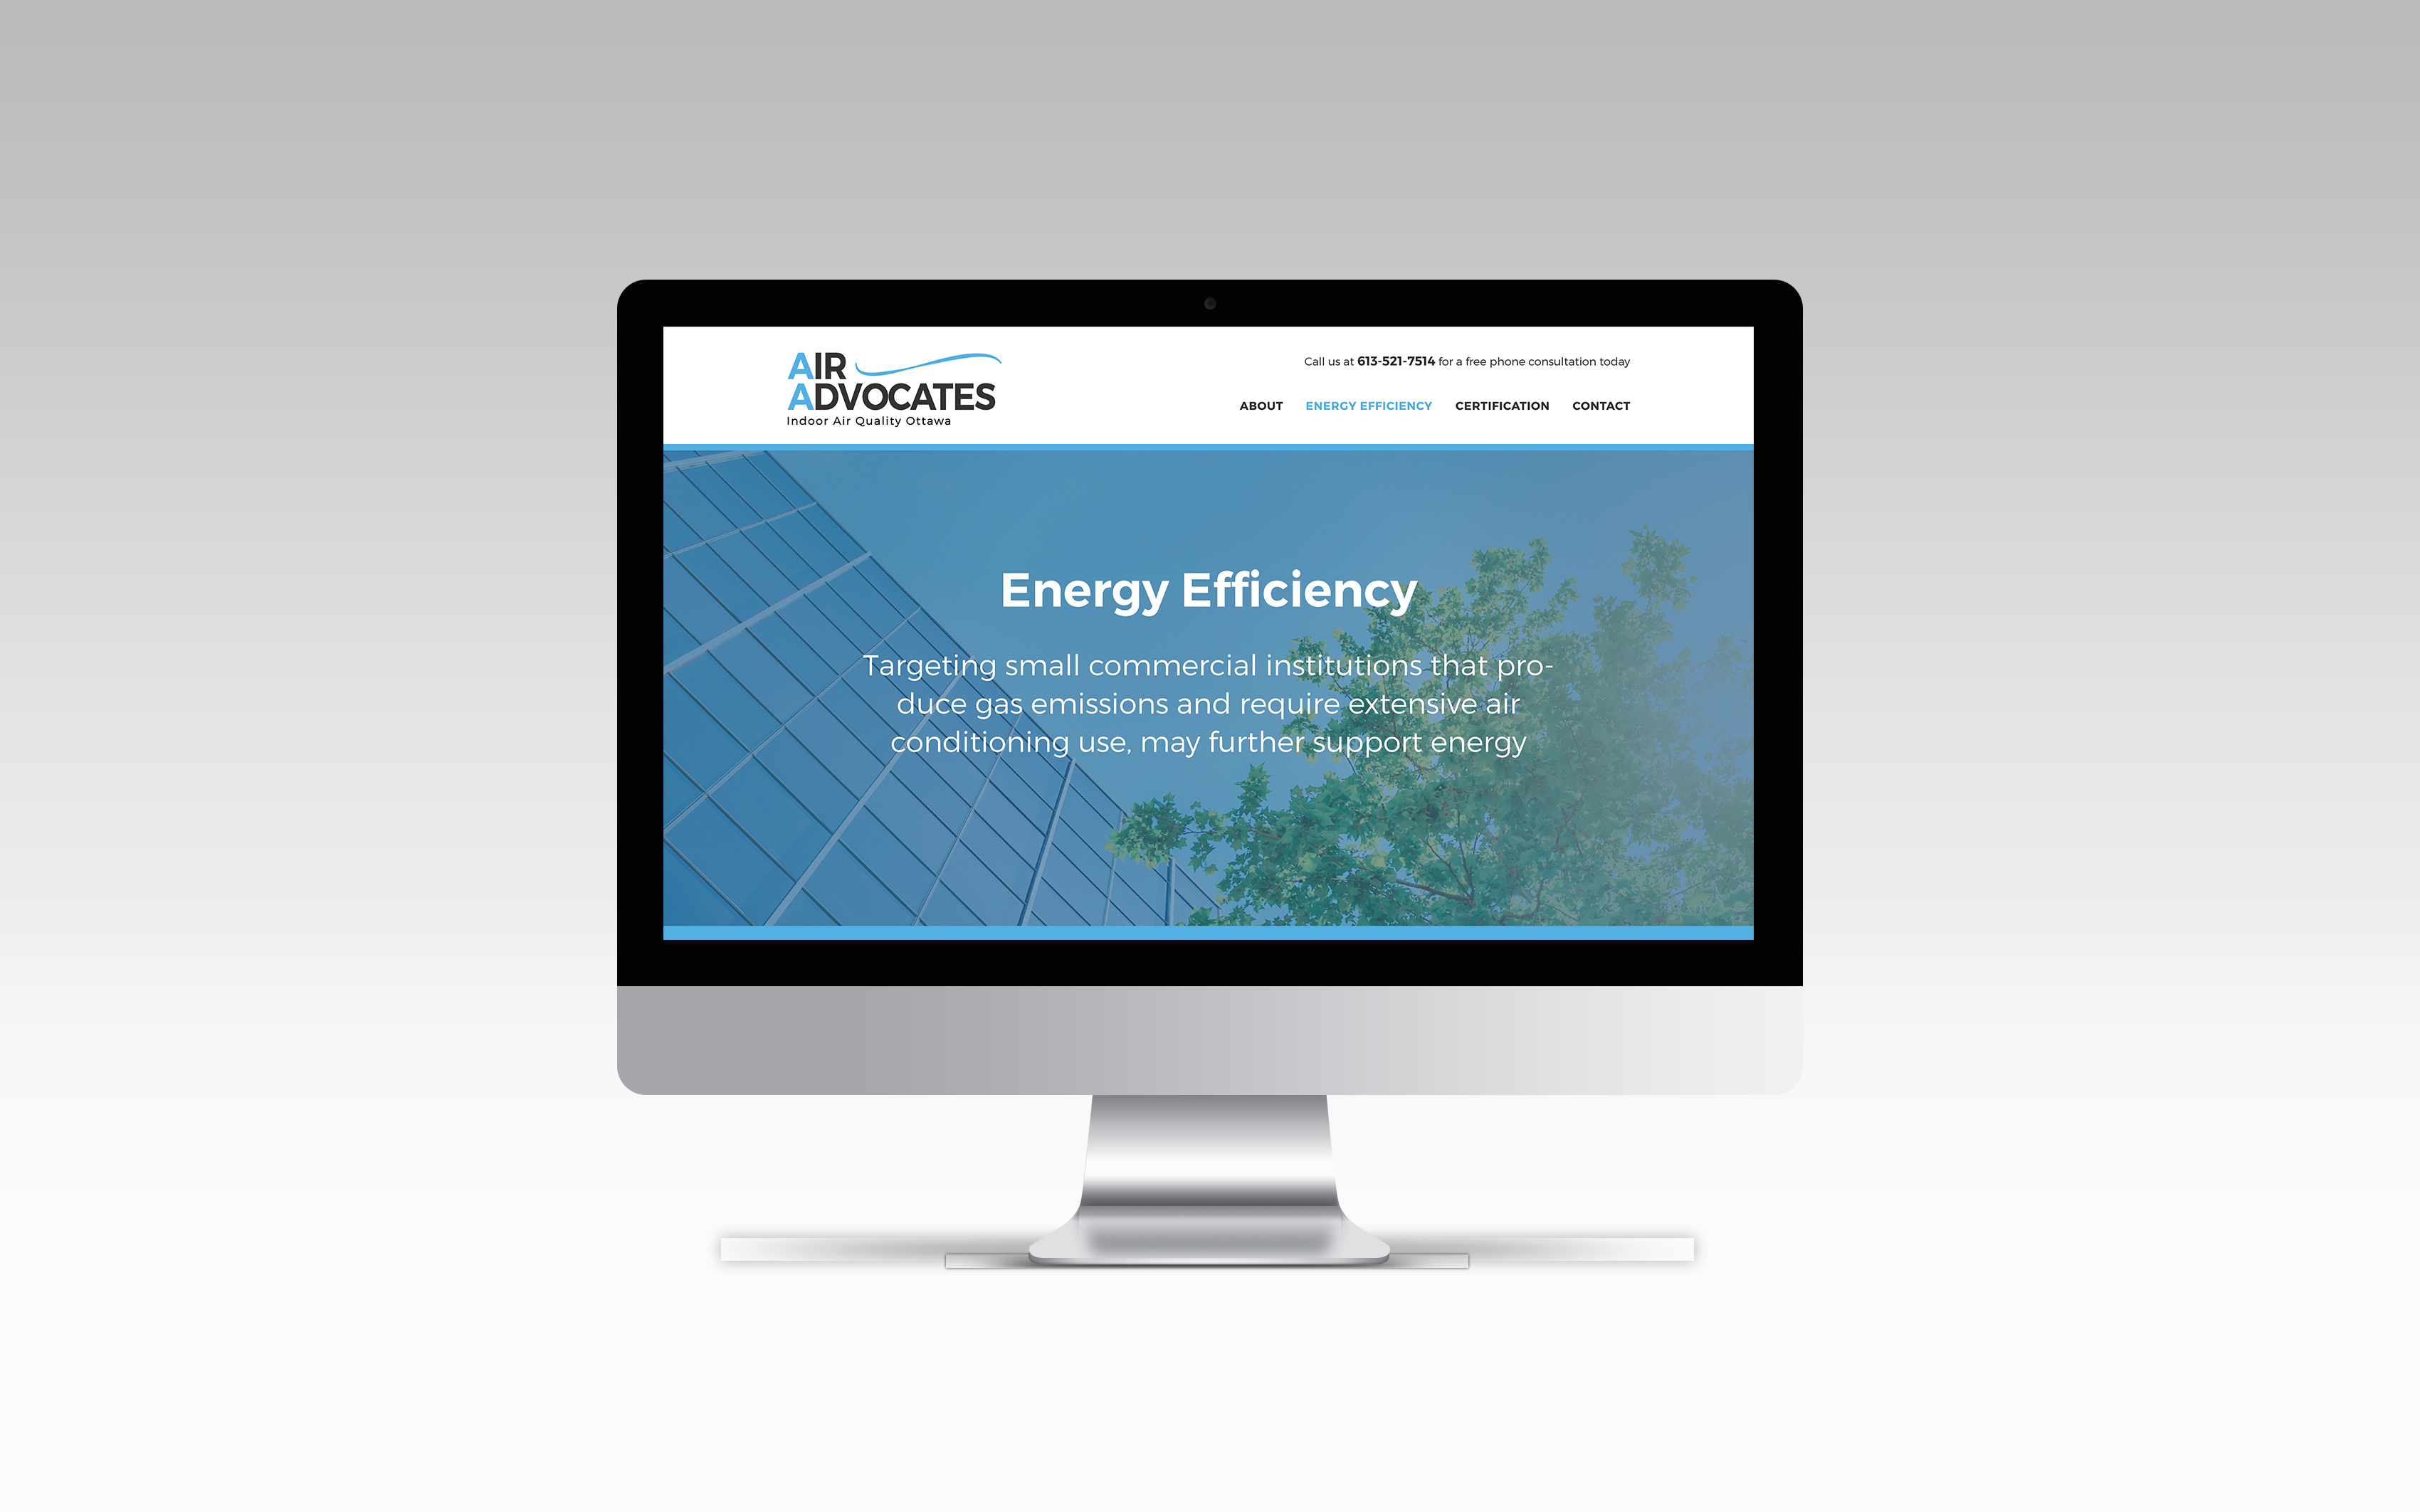 AIR
ADVOCATES
Indoor Air Quality Ottawa
Call us at 613-521-7514 for a free phone consultation today
ABOUT ENERGY EFFICIENCY CERTIFICATION CONTACT
Energy Efficiency
Targeting small commercial institutions that pro-
duce gas emissions and require extensive air
conditioning use, may further support energy